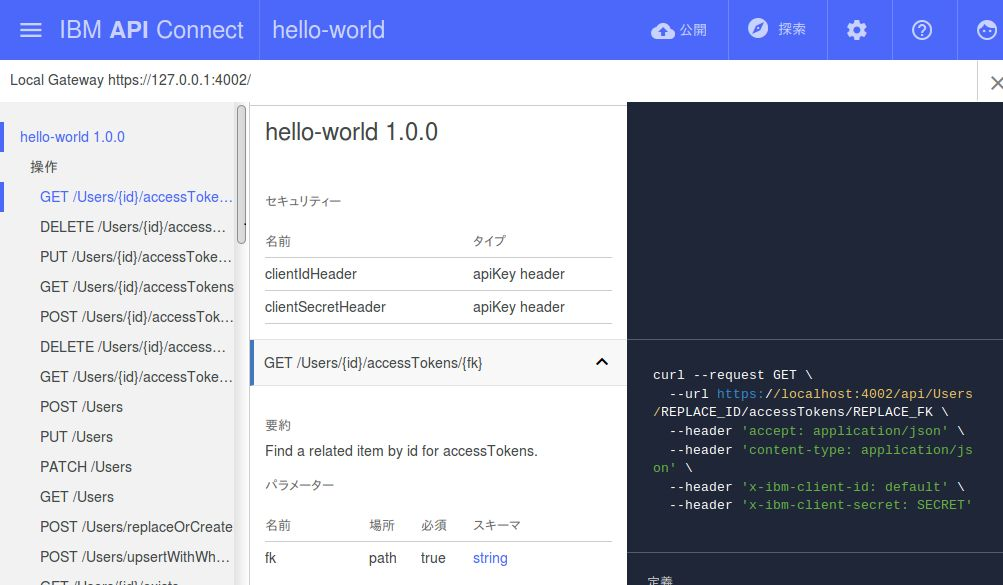 IBM API Connect
hello-world
公開
探索
Local Gateway https://127.0.0.1:4002/
hello-world 1.0.0
操作
GET /Users/{id}/accessToke…
DELETE /Users/{id}/access…
PUT /Users/{id}/accessToke…
GET /Users/{id}/accessTokens
POST /Users/{id}/accessTok…
DELETE /Users/{id}/access…
GET /Users/{id}/accessToke…
POST /Users
PUT /Users
PATCH /Users
GET /Users
POST /Users/replaceOrCreate
POST /Users/upsertWithWh…
GET /Users/{id}/exists
hello-world 1.0.0
セキュリティー
名前 タイプ
clientIdHeader apiKey header
clientSecretHeader apiKey header
GET /Users/{id}/accessTokens/{fk}
要約
Find a related item by id for accessTokens.
パラメーター
名前 場所 必須 スキーマ
fk path true string
curl --request GET \
--url https://localhost:4002/api/Users
/REPLACE_ID/accessTokens/REPLACE_FK \
--header 'accept: application/json' \
--header 'content-type: application/js
on' \
--header 'x-ibm-client-id: default' \
--header 'x-ibm-client-secret: SECRET'
定義